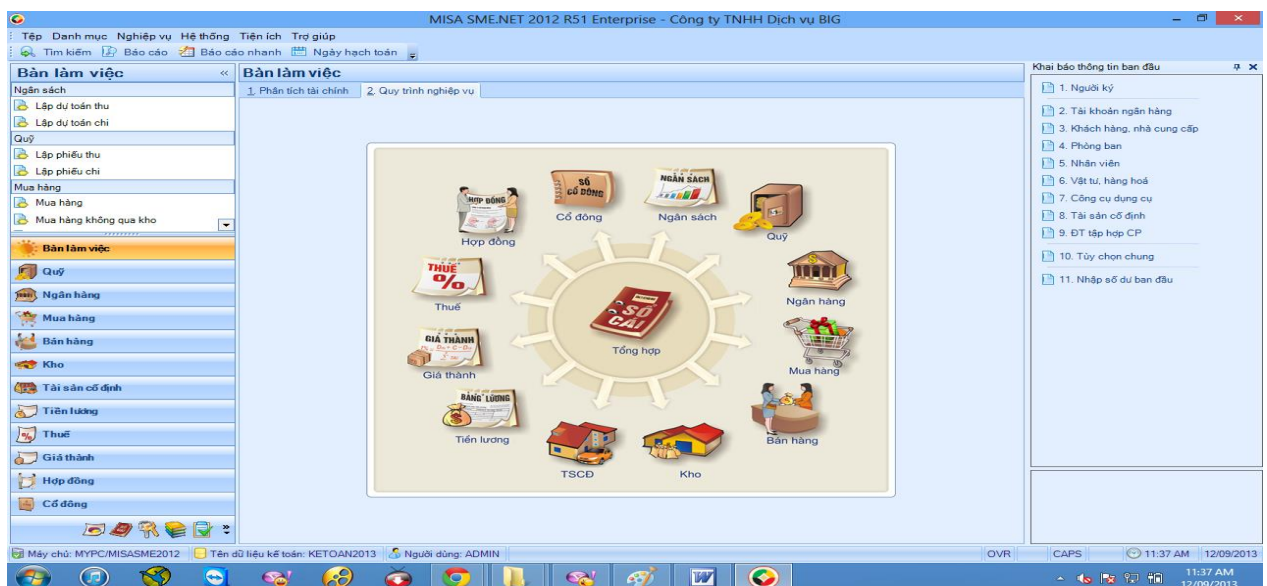 MISA SME.NET 2012 R51 Enterprise - Công ty TNHH Dịch vụ BIG
Tệp Danh mục Nghiệp vụ Hệ thống Tiện ích Trợ giúp
Tìm kiếm Báo cáo Báo cáo nhanh Ngày hạch toán
Bàn làm việc
Ngân sách
Lập dự toán thu
Lập dự toán chi
Quỹ
Lập phiếu thu
Lập phiếu chi
Mua hàng
Mua hàng
Mua hàng không qua kho
Bàn làm việc
Quỹ
Ngân hàng
Mua hàng
Bán hàng
Kho
Tài sản cố định
Tiền lương
Thuế
Giá thành
Hợp đồng
Cổ đông
Bàn làm việc
1. Phân tích tài chính 2. Quy trình nghiệp vụ
HỢP ĐỒNG
Hợp đồng
SỔ
CỔ ĐÔNG
Cổ đông
NGÂN SÁCH
Ngân sách
Quỹ
THUẾ
%
Thuế
Ngân hàng
SỔ
CÁI
Tổng hợp
GIÁ THÀNH
Giá thành
Mua hàng
BẢNG LƯƠNG
Tiền lương
Bán hàng
TSCĐ
Kho
Khai báo thông tin ban đầu
1. Người ký
2. Tài khoản ngân hàng
3. Khách hàng, nhà cung cấp
4. Phòng ban
5. Nhân viên
6. Vật tư, hàng hoá
7. Công cụ dụng cụ
8. Tài sản cố định
9. ĐT tập hợp CP
10. Tùy chọn chung
11. Nhập số dư ban đầu
Máy chủ: MYPC/MISASME2012 Tên dữ liệu kế toán: KETOAN2013 Người dùng: ADMIN OVR CAPS 11:37 AM 12/09/2013
11:37 AM
12/09/2013